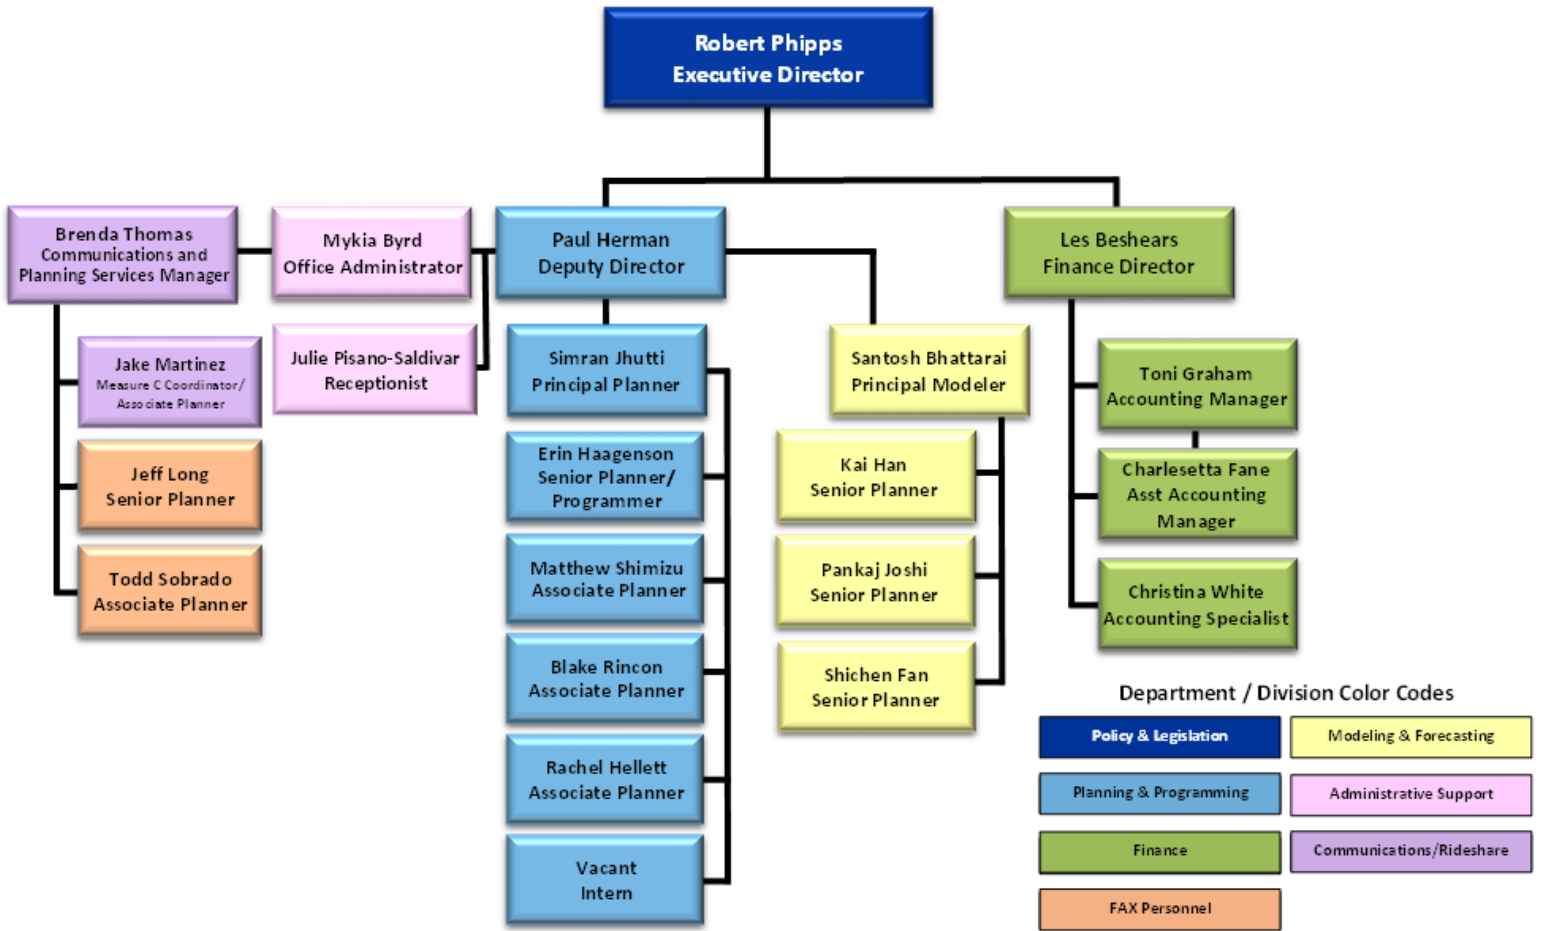 Robert Phipps
Executive Director
Brenda Thomas
Communications and
Planning Services Manager
Mykia Byrd
Office Administrator
Paul Herman
Deputy Director
Les Beshears
Finance Director
Jake Martinez
Measure C Coordinator/
Associate Planner
Jeff Long
Senior Planner
Todd Sobrado
Associate Planner
Julie Pisano-Saldivar
Receptionist
Simran Jhutti
Principal Planner
Erin Haagenson
Senior Planner/
Programmer
Matthew Shimizu
Associate Planner
Blake Rincon
Associate Planner
Rachel Hellett
Associate Planner
Vacant
Intern
Santosh Bhattarai
Principal Modeler
Kai Han
Senior Planner
Pankaj Joshi
Senior Planner
Shichen Fan
Senior Planner
Toni Graham
Accounting Manager
Charlesetta Fane
Asst Accounting
Manager
Christina White
Accounting Specialist
Department / Division Color Codes
Policy & Legislation
Modeling & Forecasting
Planning & Programming
Administrative Support
Finance
Communications/Rideshare
FAX Personnel